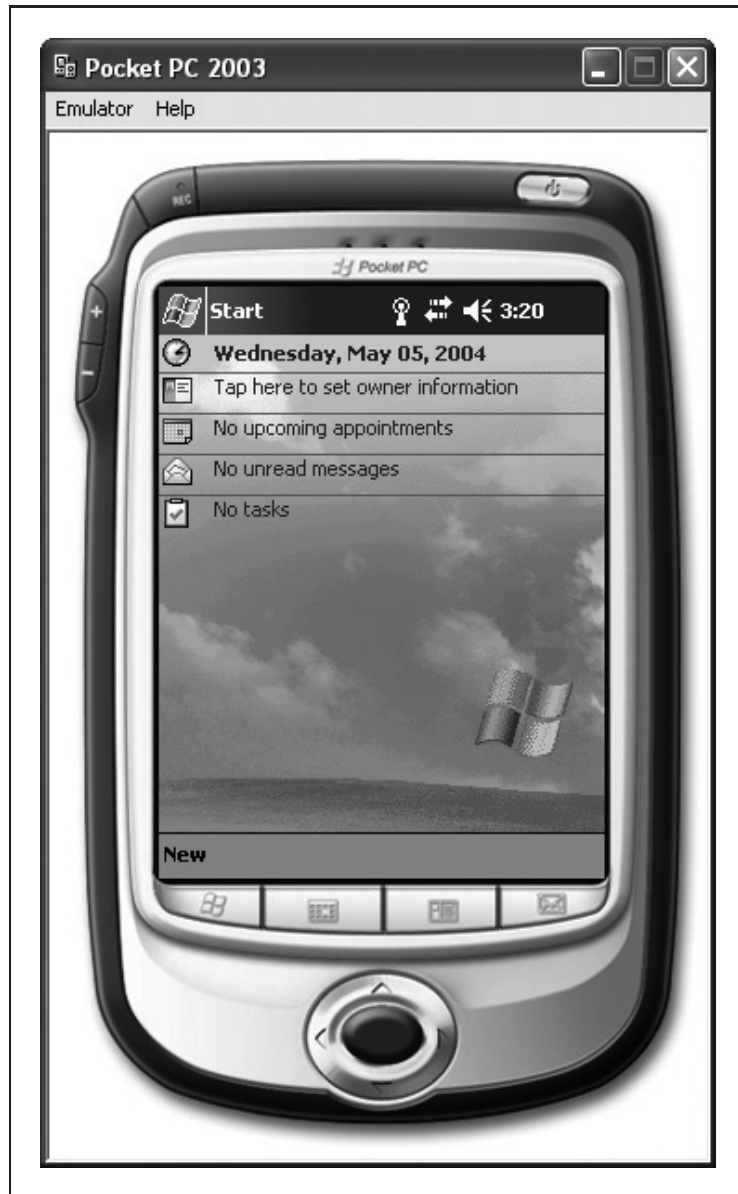 Pocket PC 2003
Emulator Help
REC
Pocket PC
Start 3:20
Wednesday, May 05, 2004
Tap here to set owner information
No upcoming appointments
No unread messages
No tasks
New